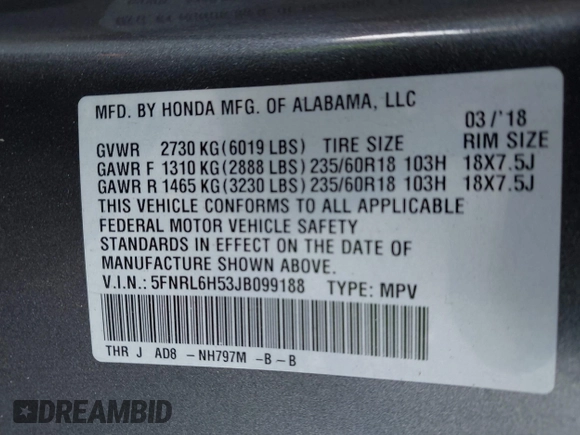 MFD. BY HONDA MFG. OF ALABAMA, LLC
03/'18
GVWR 2730 KG(6019 LBS) TIRE SIZE RIM SIZE
GAWR F 1310 KG(2888 LBS)235/60R18 103H 18X7.5J
GAWR R 1465 KG(3230 LBS)235/60R18 103H 18X7.5J
THIS VEHICLE CONFORMS TO ALL APPLICABLE
FEDERAL MOTOR VEHICLE SAFETY
STANDARDS IN EFFECT ON THE DATE OF
MANUFACTURE SHOWN ABOVE.
V.I.N.: 5FNRL6H53JB099188 TYPE: MPV
THR J AD8 -NH797M -B-B
DREAMBID